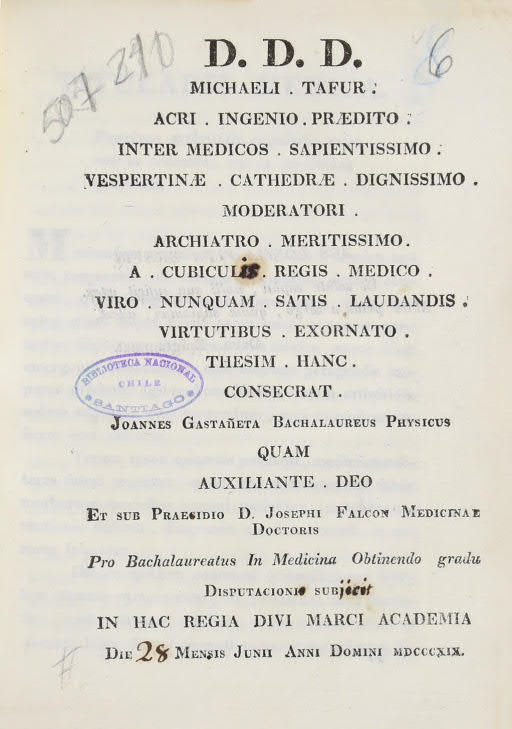 507 210
6
D. D. D.
MICHAELI . TAFUR .
ACRI . INGENIO . PRÆDITO .
INTER MEDICOS . SAPIENTISSIMO .
VESPERTINÆ . CATHEDRÆ . DIGNISSIMO .
MODERATORI .
ARCHIATRO . MERITISSIMO.
A . CUBICULIS . REGIS . MEDICO .
VIRO . NUNQUAM . SATIS . LAUDANDIS .
VIRTUTIBUS . EXORNATO .
THESIM . HANC .
CONSECRAT .
BIBLIOTECA NACIONAL
CHILE
SANTIAGO
JOANNES GASTAÑETA BACHALAUREUS PHYSICUS
QUAM
AUXILIANTE . DEO
ET SUB PRAESIDIO D. JOSEPHI FALCON MEDICINAE
DOCTORIS
Pro Bachalaureatus In Medicina Obtinendo gradu
DISPUTACIONI SUBjicit
IN HAC REGIA DIVI MARCI ACADEMIA
DIE 28 MENSIS JUNII ANNI DOMINI MDCCCXIX.
#